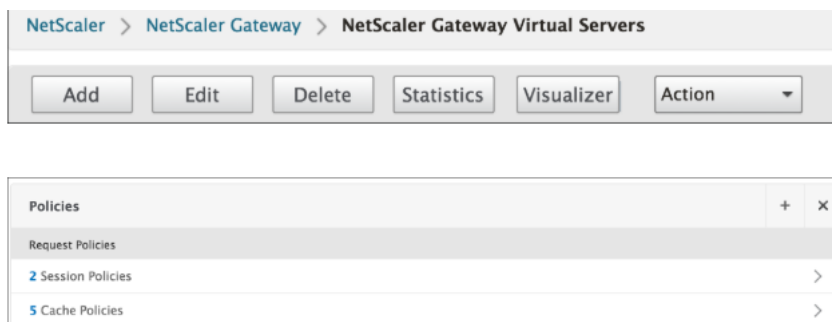 NetScaler > NetScaler Gateway > NetScaler Gateway Virtual Servers
Add Edit Delete Statistics Visualizer Action
Policies + ×
Request Policies
2 Session Policies >
5 Cache Policies >